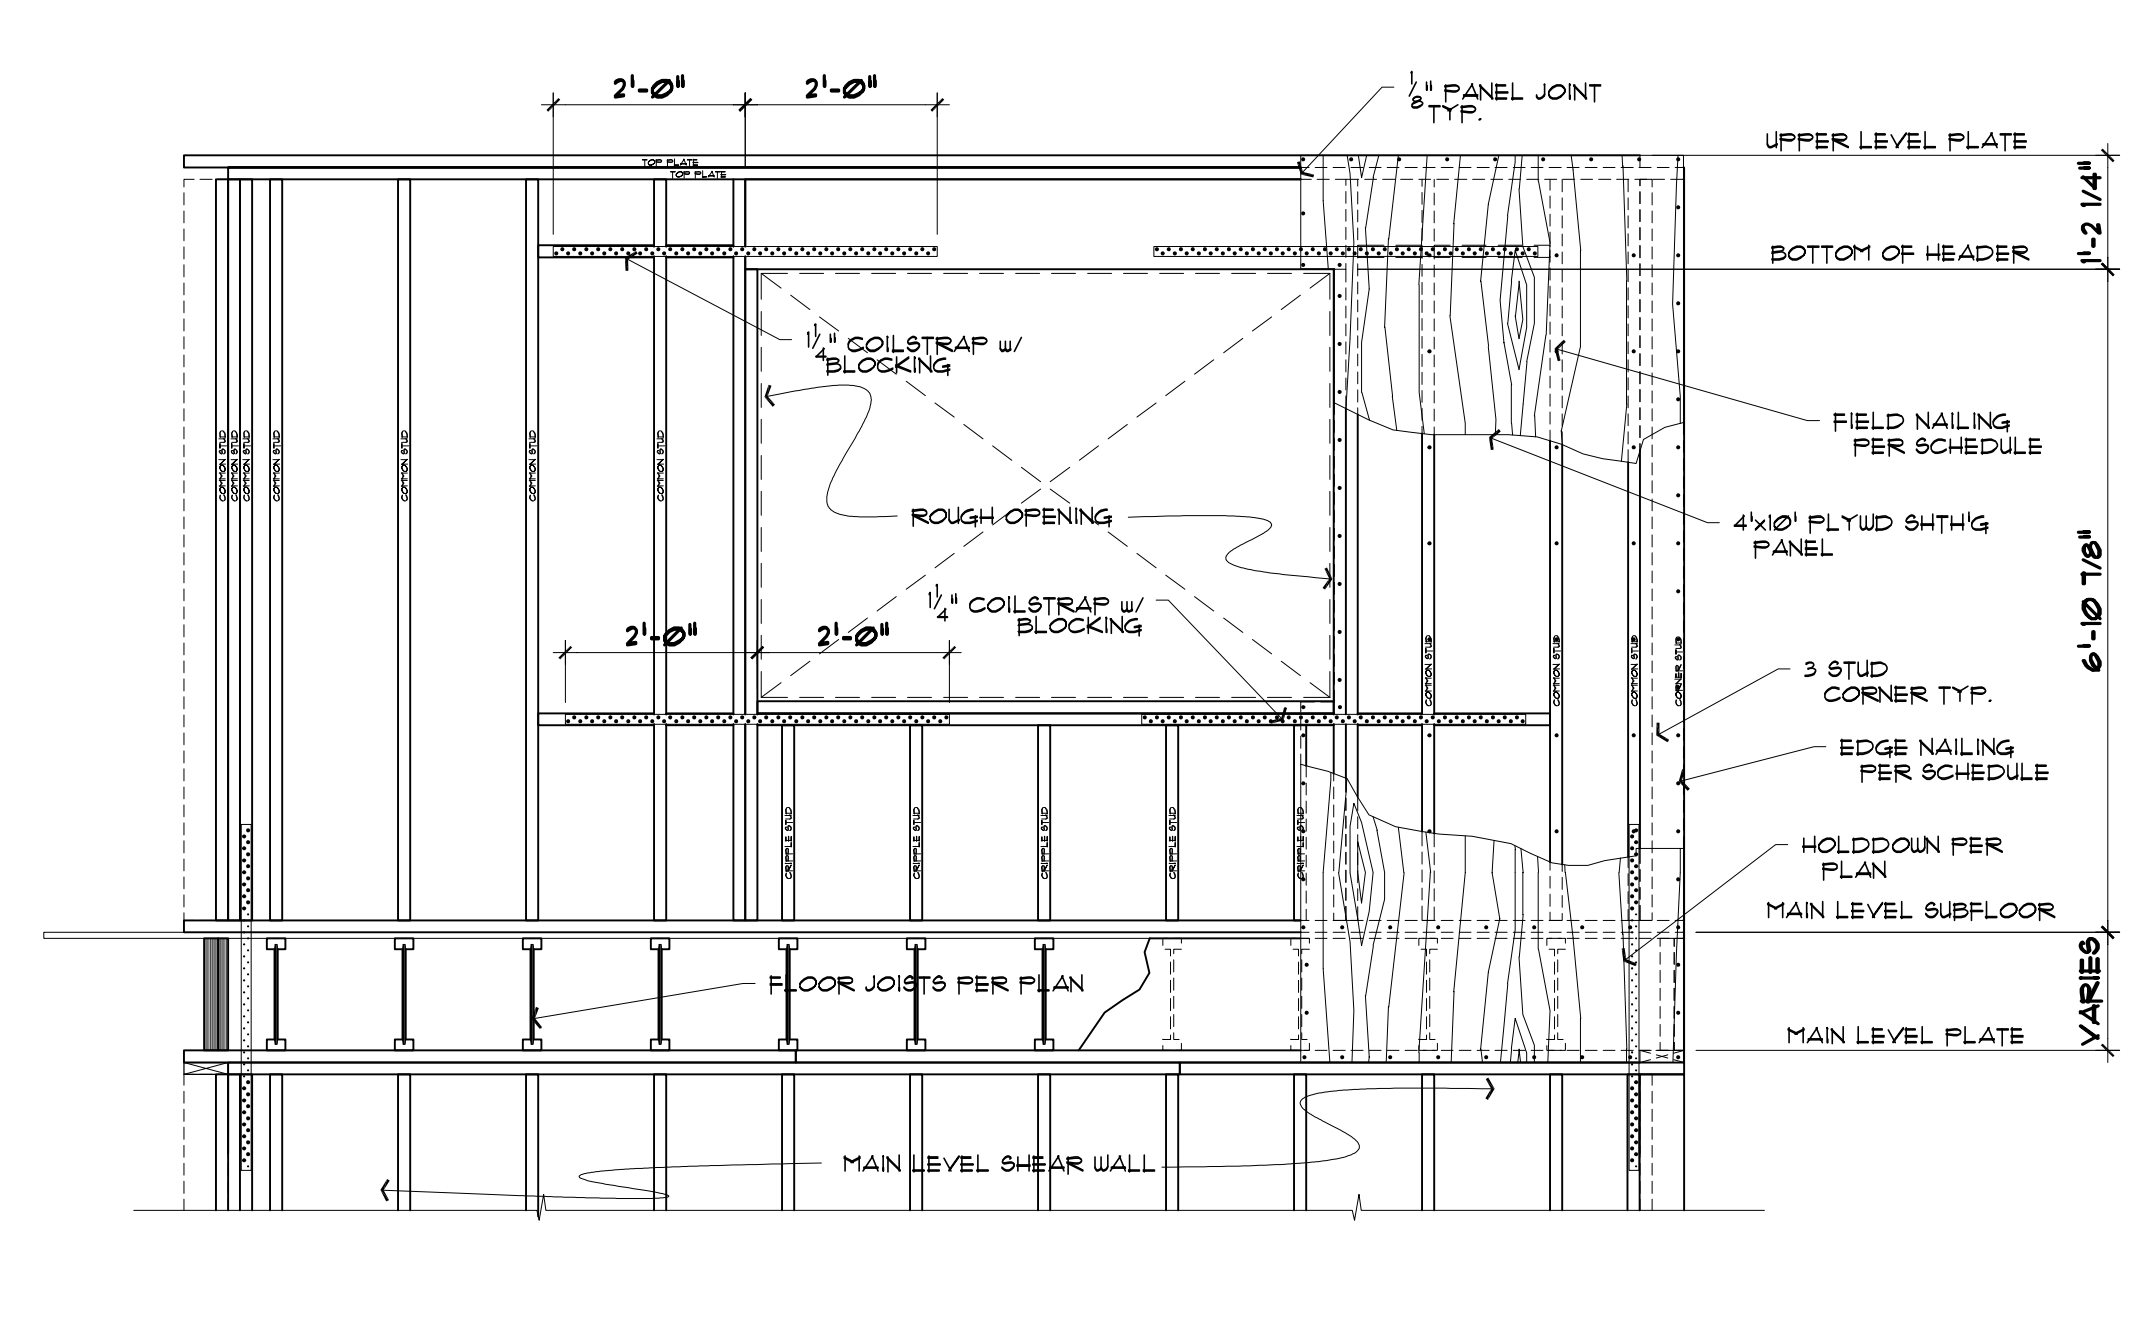 2'-0" 2'-0"
1/8" PANEL JOINT
TYP.
UPPER LEVEL PLATE
TOP PLATE
TOP PLATE
1'-2 1/4"
BOTTOM OF HEADER
1 1/4" COILSTRAP w/
BLOCKING
FIELD NAILING
PER SCHEDULE
COMMON STUD
COMMON STUD
COMMON STUD
COMMON STUD
COMMON STUD
COMMON STUD
COMMON STUD
ROUGH OPENING
4'x10' PLYWD SHTH'G
PANEL
6'-10 7/8"
1 1/4" COILSTRAP w/
BLOCKING
2'-0" 2'-0"
COMMON STUD
COMMON STUD
COMMON STUD
CORNER STUD
3 STUD
CORNER TYP.
EDGE NAILING
PER SCHEDULE
CRIPPLE STUD
CRIPPLE STUD
CRIPPLE STUD
CRIPPLE STUD
CRIPPLE STUD
HOLDDOWN PER
PLAN
MAIN LEVEL SUBFLOOR
VARIES
FLOOR JOISTS PER PLAN
MAIN LEVEL PLATE
MAIN LEVEL SHEAR WALL